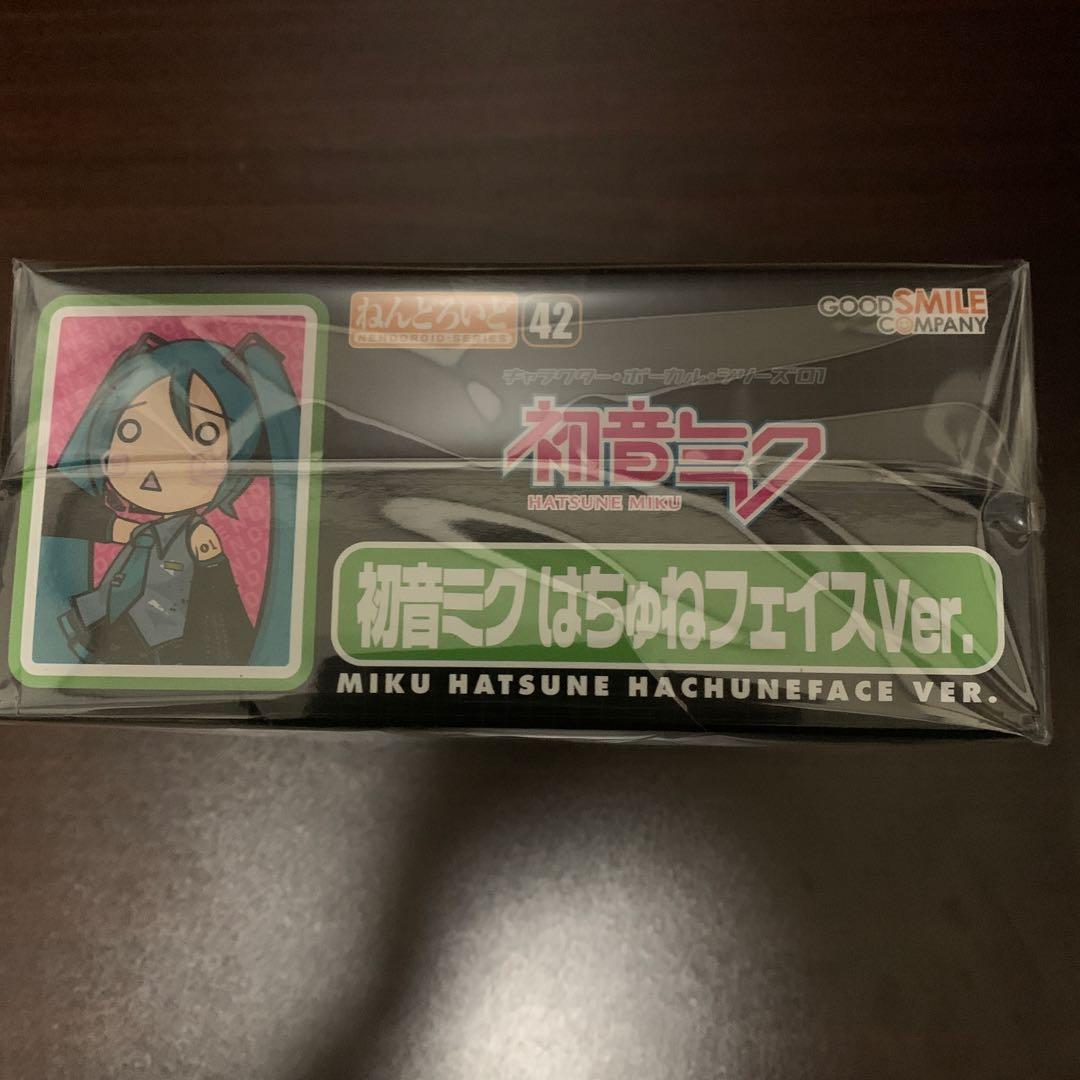 ねんどろいど 42
NENDOROID-SERIES
GOODSMILE
COMPANY
キャラクター・ボーカル・シリーズ01
初音ミク
HATSUNE MIKU
01
初音ミク はちゅねフェイスVer.
MIKU HATSUNE HACHUNEFACE VER.